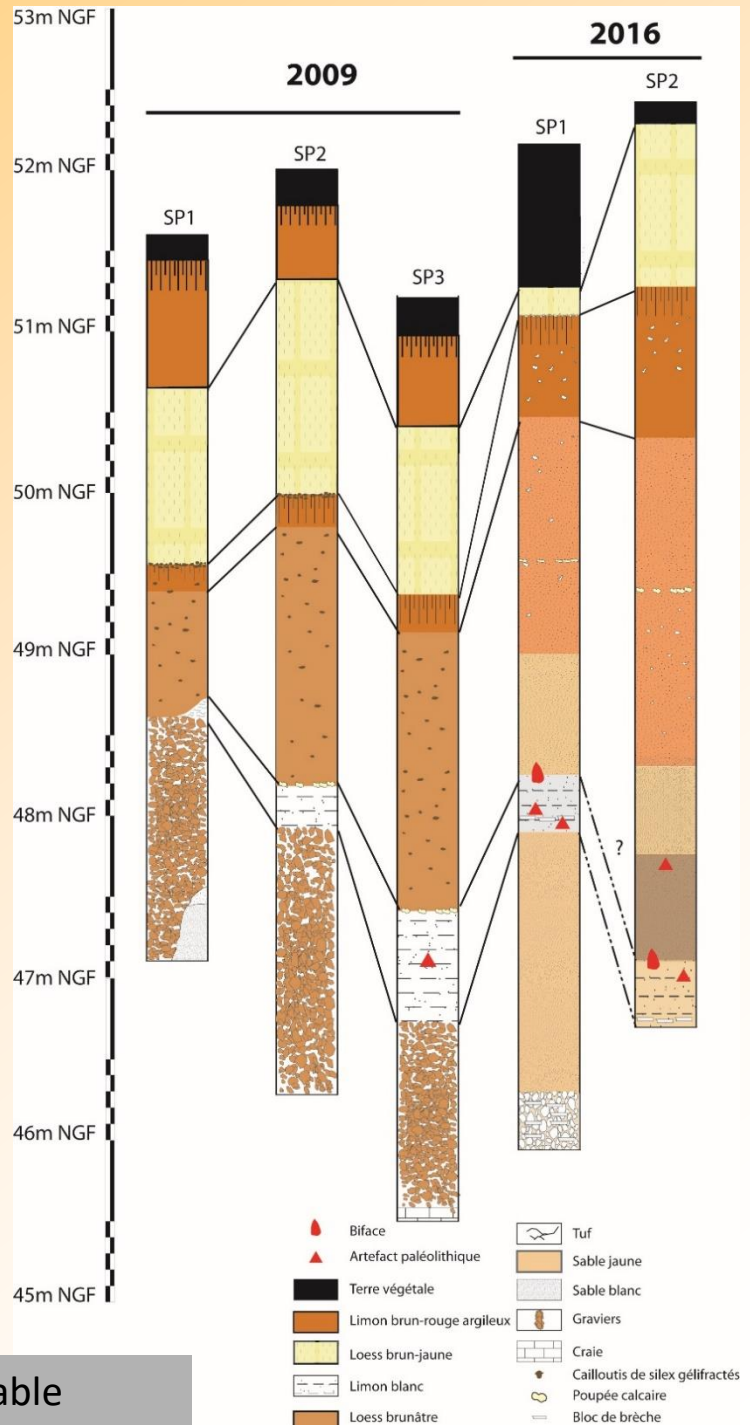 53m NGF
2016
2009
SP2
SP1
52m NGF
SP2
SP1
SP3
51m NGF
50m NGF
49m NGF
48m NGF
?
47m NGF
46m NGF
45m NGF
Biface
Artefact paléolithique
Terre végétale
Limon brun-rouge argileux
Loess brun-jaune
Limon blanc
Loess brunâtre
Tuf
Sable jaune
Sable blanc
Graviers
Craie
Cailloutis de silex gélifractés
Poupée calcaire
Bloc de brèche
able